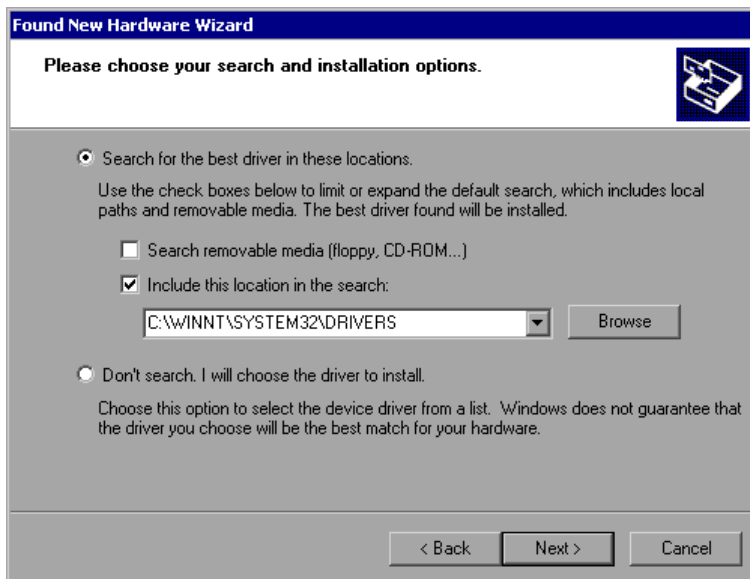 Found New Hardware Wizard
Please choose your search and installation options.
Search for the best driver in these locations.
Use the check boxes below to limit or expand the default search, which includes local
paths and removable media. The best driver found will be installed.
Search removable media (floppy, CD-ROM...)
Include this location in the search:
C:\WINNT\SYSTEM32\DRIVERS
Browse
Don't search. I will choose the driver to install.
Choose this option to select the device driver from a list.  Windows does not guarantee that
the driver you choose will be the best match for your hardware.
< Back
Next >
Cancel